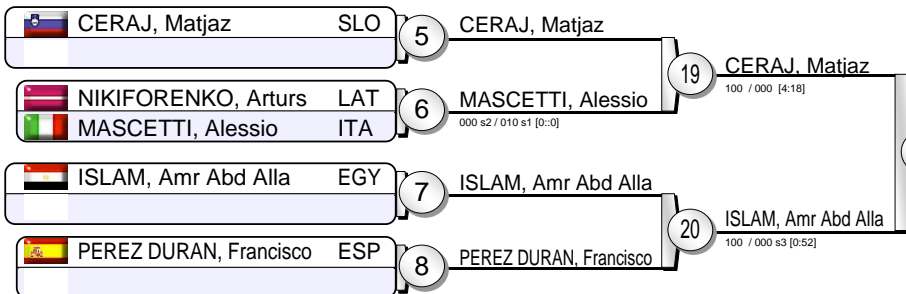 CERAJ, Matjaz SLO
5
CERAJ, Matjaz
NIKIFORENKO, Arturs LAT
MASCETTI, Alessio ITA
6
MASCETTI, Alessio
000 s2 / 010 s1 [0::0]
19
CERAJ, Matjaz
100 / 000 [4:18]
ISLAM, Amr Abd Alla EGY
7
ISLAM, Amr Abd Alla
PEREZ DURAN, Francisco ESP
8
PEREZ DURAN, Francisco
20
ISLAM, Amr Abd Alla
100 / 000 s3 [0:52]